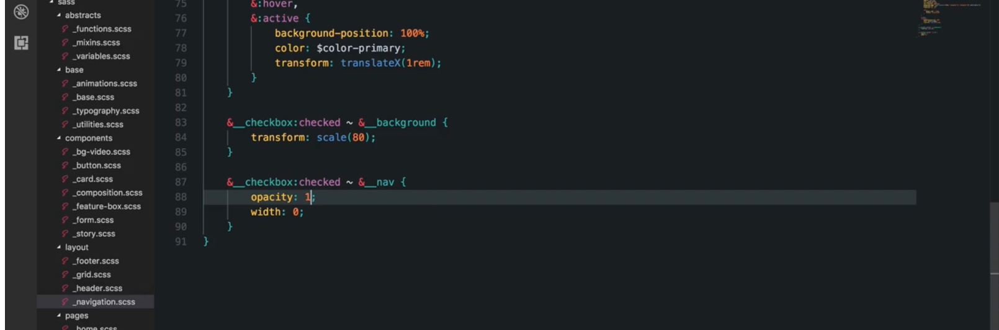 sass
abstracts
_functions.scss
_mixins.scss
_variables.scss
base
_animations.scss
_base.scss
_typography.scss
_utilities.scss
components
_bg-video.scss
_button.scss
_card.scss
_composition.scss
_feature-box.scss
_form.scss
_story.scss
layout
_footer.scss
_grid.scss
_header.scss
_navigation.scss
pages
_home.scss
75 &:hover,
76 &:active {
77 background-position: 100%;
78 color: $color-primary;
79 transform: translateX(1rem);
80 }
81 }
82
83 &__checkbox:checked ~ &__background {
84 transform: scale(80);
85 }
86
87 &__checkbox:checked ~ &__nav {
88 opacity: 1;
89 width: 0;
90 }
91 }